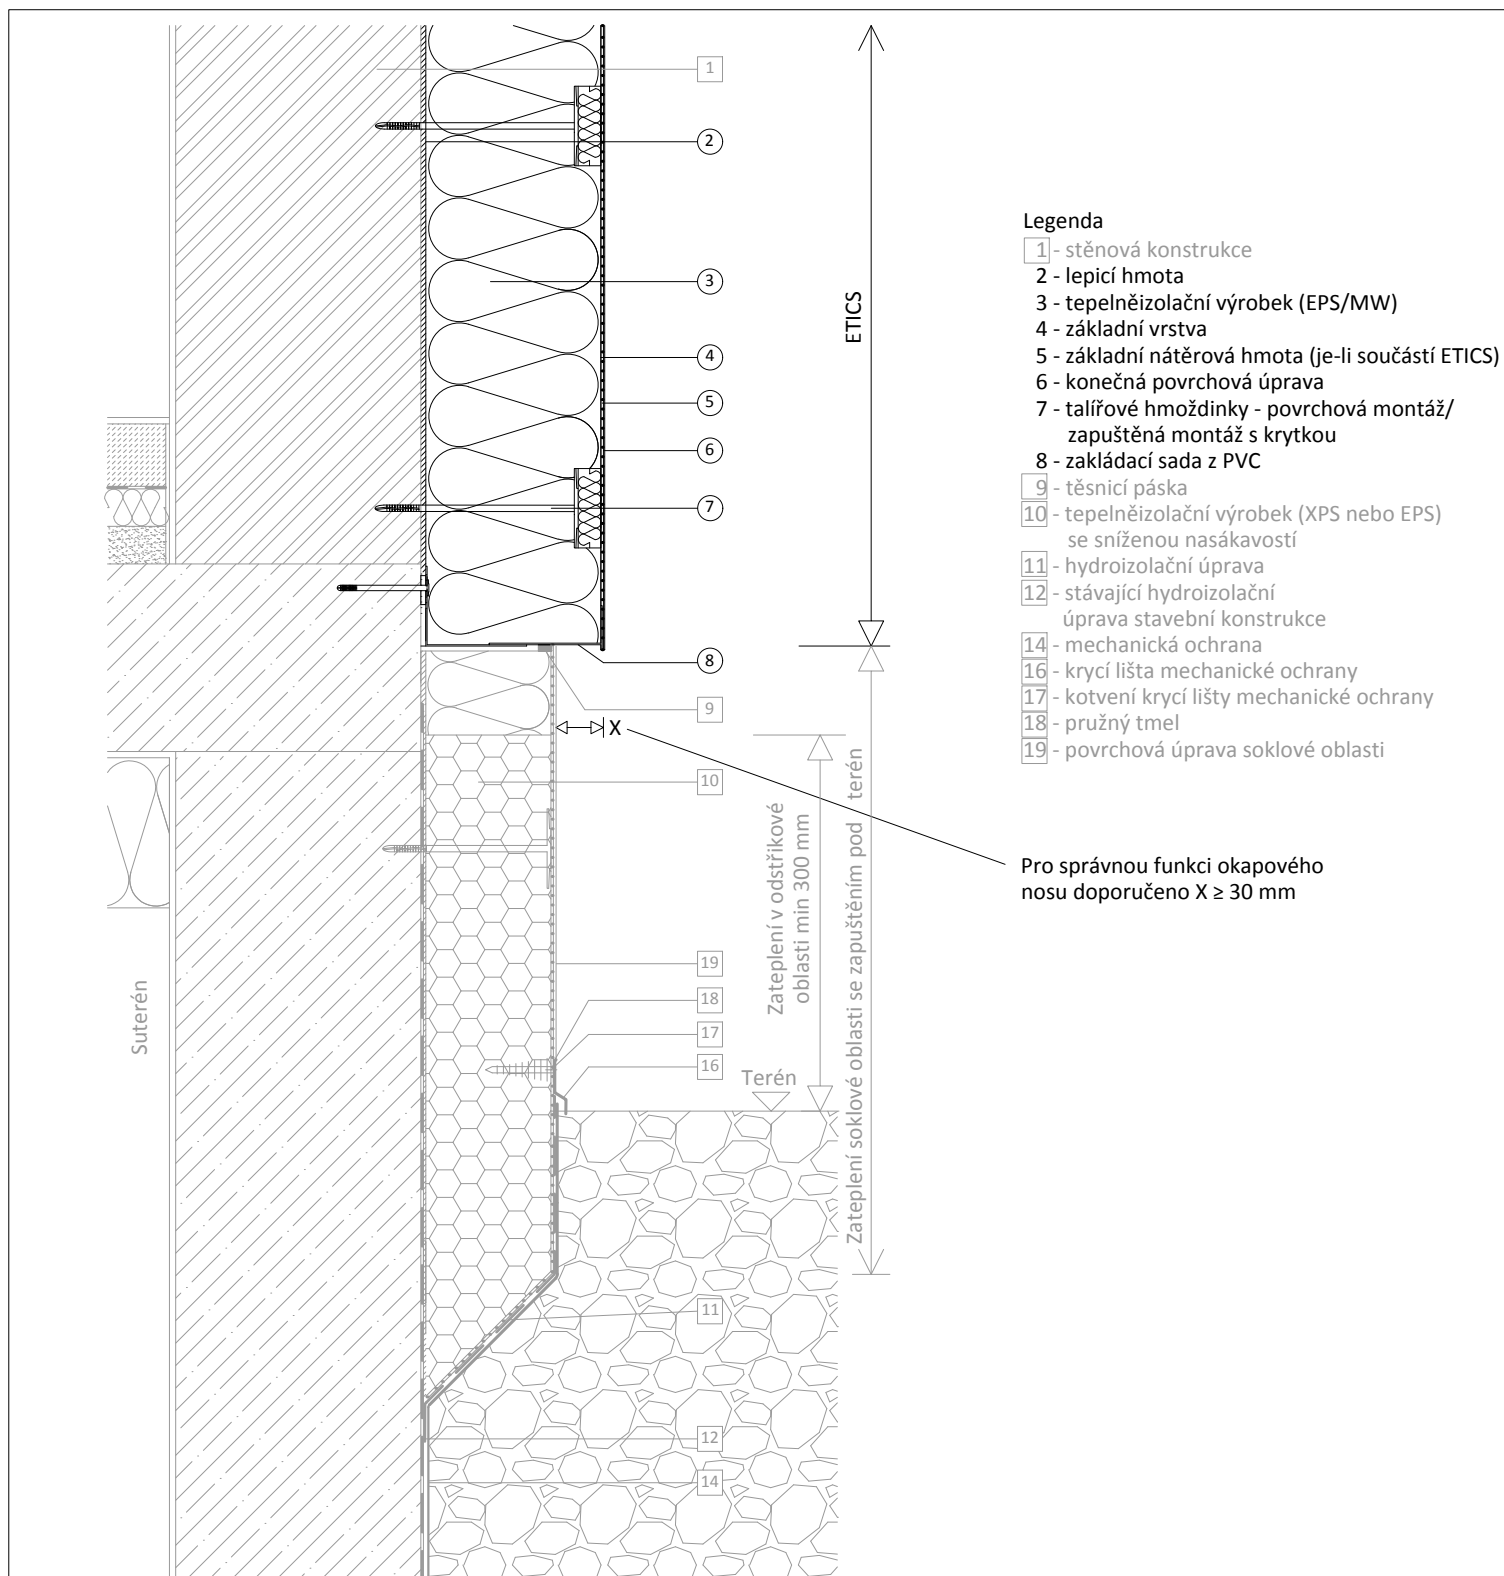 1
2
3
4
5
6
7
8
9
X
10
19
18
17
16
11
12
14
ETICS
Suterén
Terén
Zateplení v odstřikové
oblasti min 300 mm
Zateplení soklové oblasti se zapuštěním pod terén
Legenda
1 - stěnová konstrukce
2 - lepicí hmota
3 - tepelněizolační výrobek (EPS/MW)
4 - základní vrstva
5 - základní nátěrová hmota (je-li součástí ETICS)
6 - konečná povrchová úprava
7 - talířové hmoždinky - povrchová montáž/
zapuštěná montáž s krytkou
8 - zakládací sada z PVC
9 - těsnicí páska
10 - tepelněizolační výrobek (XPS nebo EPS)
se sníženou nasákavostí
11 - hydroizolační úprava
12 - stávající hydroizolační
úprava stavební konstrukce
14 - mechanická ochrana
16 - krycí lišta mechanické ochrany
17 - kotvení krycí lišty mechanické ochrany
18 - pružný tmel
19 - povrchová úprava soklové oblasti
Pro správnou funkci okapového
nosu doporučeno X ≥ 30 mm